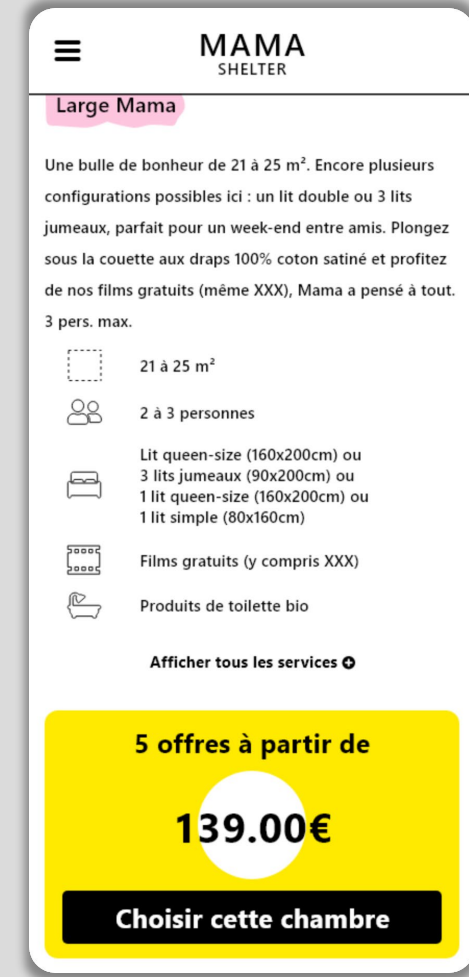 MAMA
SHELTER
Large Mama
Une bulle de bonheur de 21 à 25 m². Encore plusieurs
configurations possibles ici : un lit double ou 3 lits
jumeaux, parfait pour un week-end entre amis. Plongez
sous la couette aux draps 100% coton satiné et profitez
de nos films gratuits (même XXX), Mama a pensé à tout.
3 pers. max.
21 à 25 m²
2 à 3 personnes
Lit queen-size (160x200cm) ou
3 lits jumeaux (90x200cm) ou
1 lit queen-size (160x200cm) ou
1 lit simple (80x160cm)
Films gratuits (y compris XXX)
Produits de toilette bio
Afficher tous les services
5 offres à partir de
139.00€
Choisir cette chambre